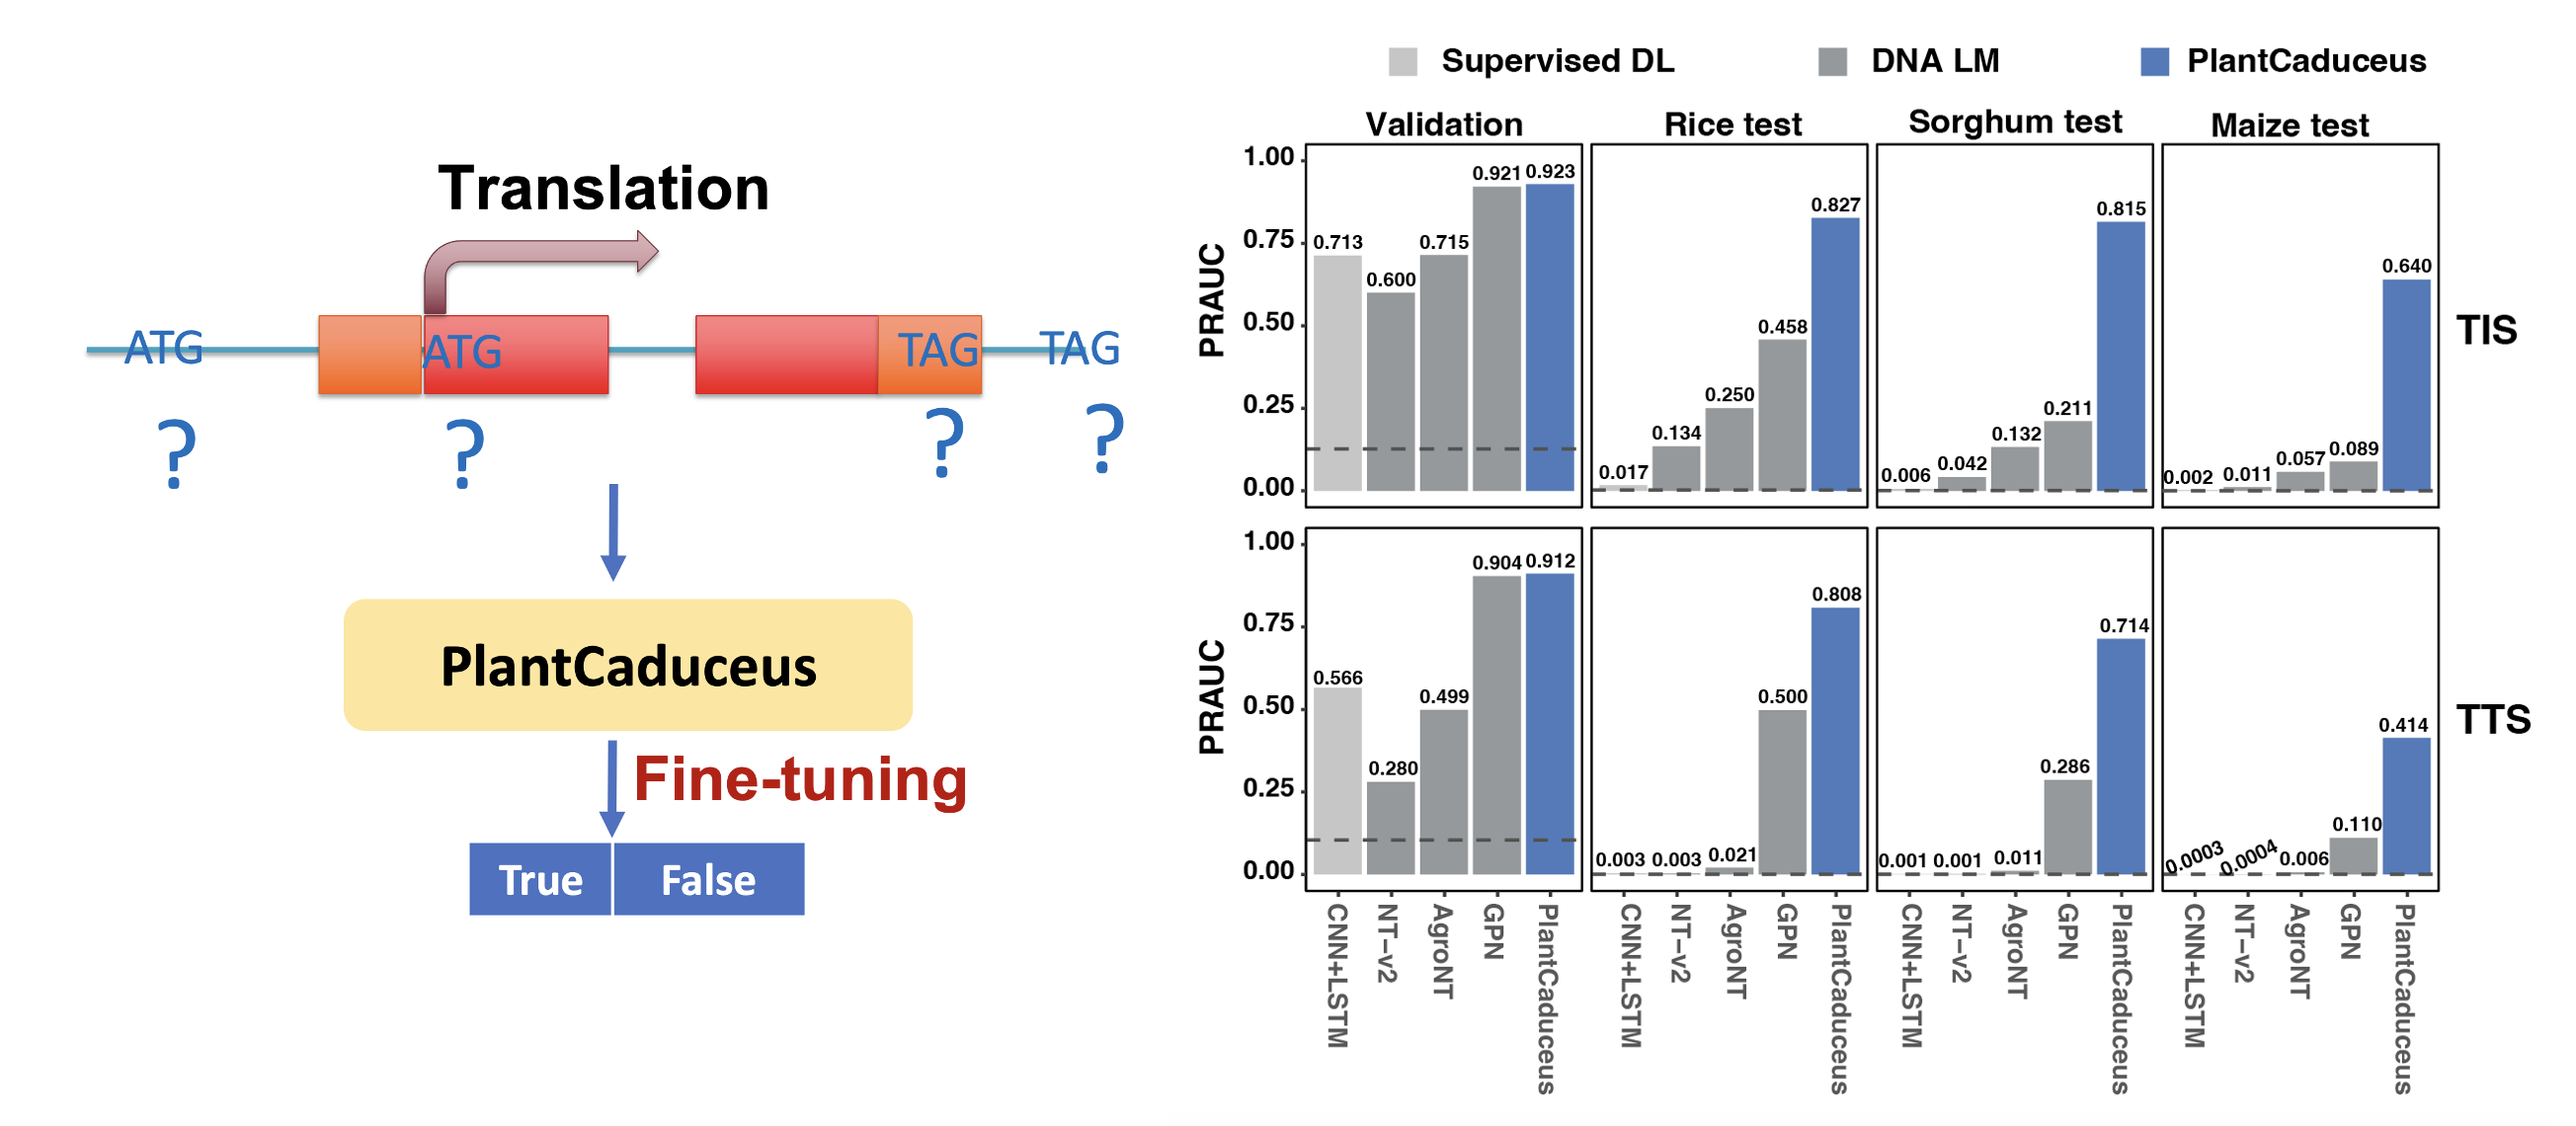 Translation
ATG
ATG
TAG
TAG
?
?
?
?
PlantCaduceus
Fine-tuning
True
False
Supervised DL
DNA LM
PlantCaduceus
Validation
Rice test
Sorghum test
Maize test
PRAUC
1.00
0.75
0.50
0.25
0.00
0.713
0.600
0.715
0.921
0.923
0.017
0.134
0.250
0.458
0.827
0.006
0.042
0.132
0.211
0.815
0.002
0.011
0.057
0.089
0.640
TIS
PRAUC
1.00
0.75
0.50
0.25
0.00
0.566
0.280
0.499
0.904
0.912
0.003
0.003
0.021
0.500
0.808
0.001
0.001
0.011
0.286
0.714
0.0003
0.0004
0.006
0.110
0.414
TTS
CNN+LSTM
NT-v2
AgroNT
GPN
PlantCaduceus
CNN+LSTM
NT-v2
AgroNT
GPN
PlantCaduceus
CNN+LSTM
NT-v2
AgroNT
GPN
PlantCaduceus
CNN+LSTM
NT-v2
AgroNT
GPN
PlantCaduceus